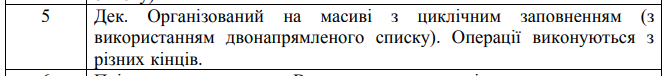 5
Дек. Організований на масиві з циклічним заповненням (з
використанням двонапрямленого списку). Операції виконуються з
різних кінців.